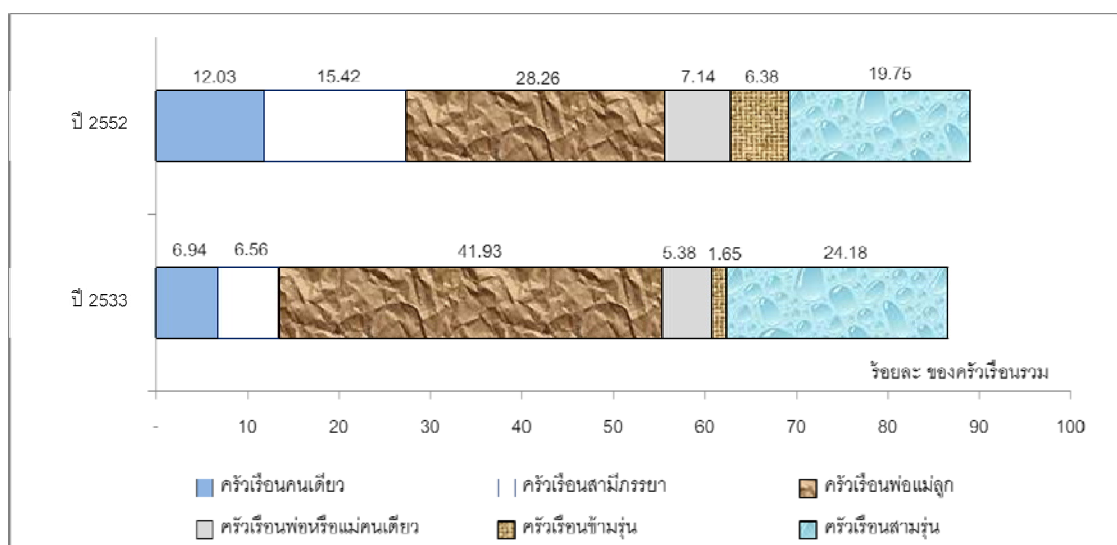 12.03 15.42 28.26 7.14 6.38 19.75
ปี 2552
6.94 6.56 41.93 5.38 1.65 24.18
ปี 2533
ร้อยละ ของครัวเรือนรวม
- 10 20 30 40 50 60 70 80 90 100
ครัวเรือนคนเดียว ครัวเรือนสามีภรรยา ครัวเรือนพ่อแม่ลูก
ครัวเรือนพ่อหรือแม่คนเดียว ครัวเรือนข้ามรุ่น ครัวเรือนสามรุ่น